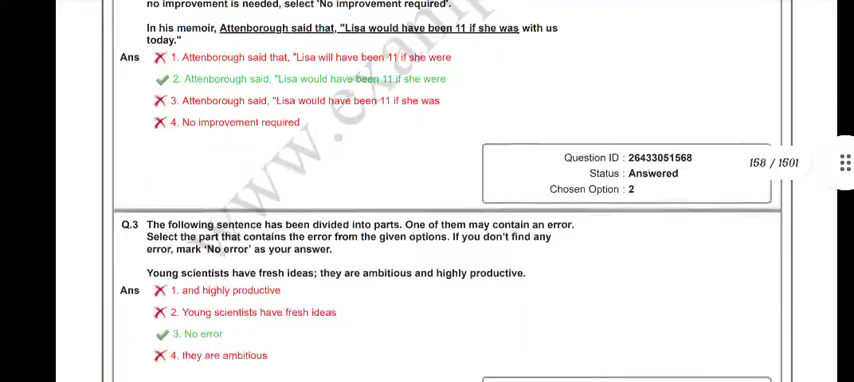 no improvement is needed, select 'No improvement required'.
In his memoir, Attenborough said that, "Lisa would have been 11 if she was with us
today."
Ans 1. Attenborough said that, "Lisa will have been 11 if she were
2. Attenborough said, "Lisa would have been 11 if she were
3. Attenborough said, "Lisa would have been 11 if she was
4. No improvement required
Question ID : 26433051568
Status : Answered
Chosen Option : 2
158 / 1501
Q.3 The following sentence has been divided into parts. One of them may contain an error.
Select the part that contains the error from the given options. If you don't find any
error, mark 'No error' as your answer.
Young scientists have fresh ideas; they are ambitious and highly productive.
Ans 1. and highly productive
2. Young scientists have fresh ideas
3. No error
4. they are ambitious